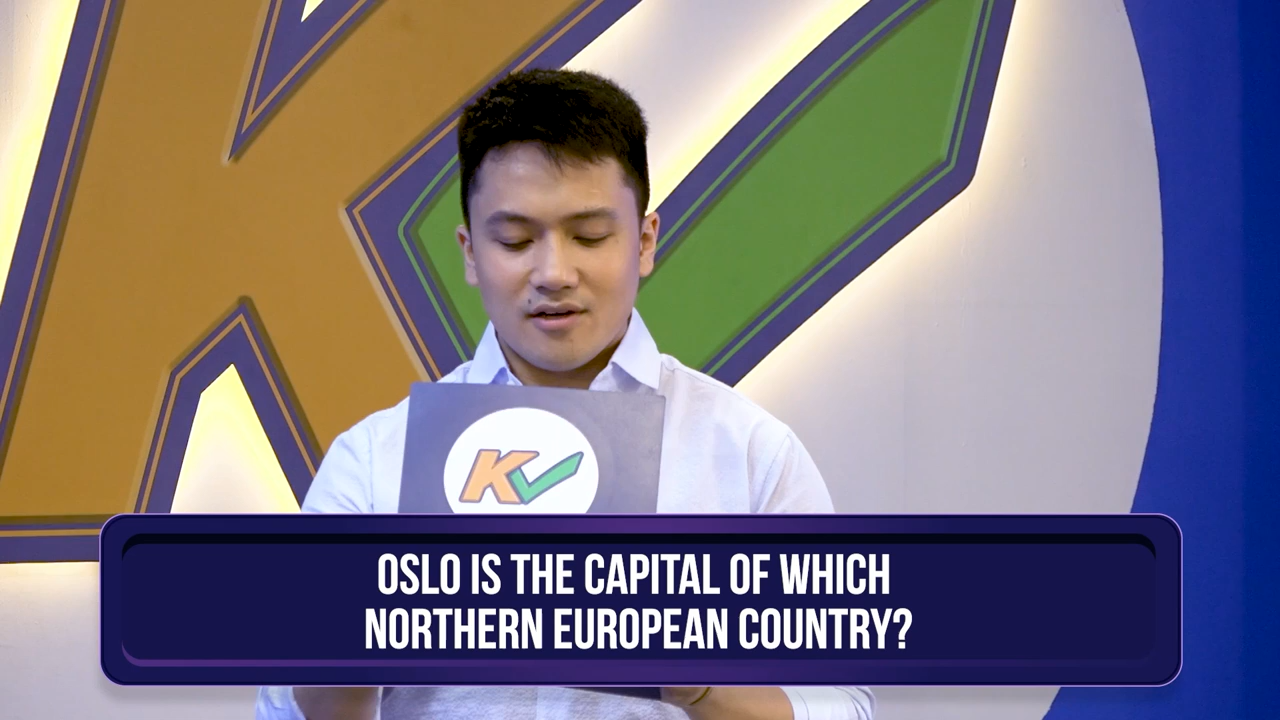 K
OSLO IS THE CAPITAL OF WHICH
NORTHERN EUROPEAN COUNTRY?